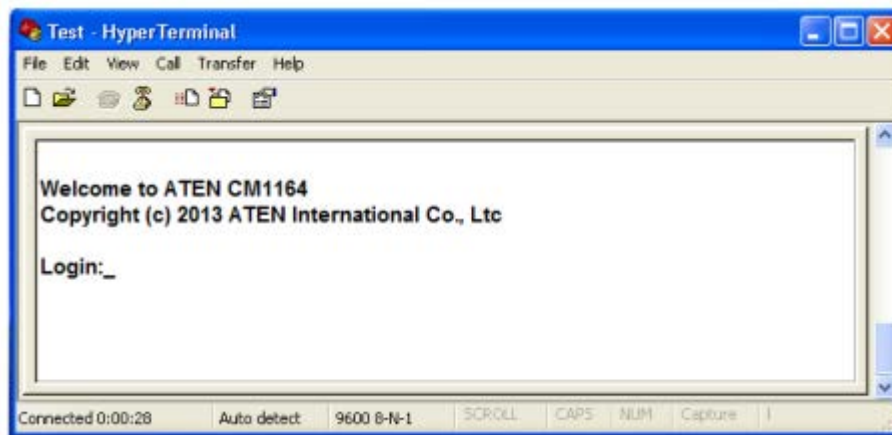 Test - HyperTerminal
File Edit View Call Transfer Help
Welcome to ATEN CM1164
Copyright (c) 2013 ATEN International Co., Ltc
Login:_
Connected 0:00:28 Auto detect 9600 8-N-1 SCROLL CAPS NUM Capture